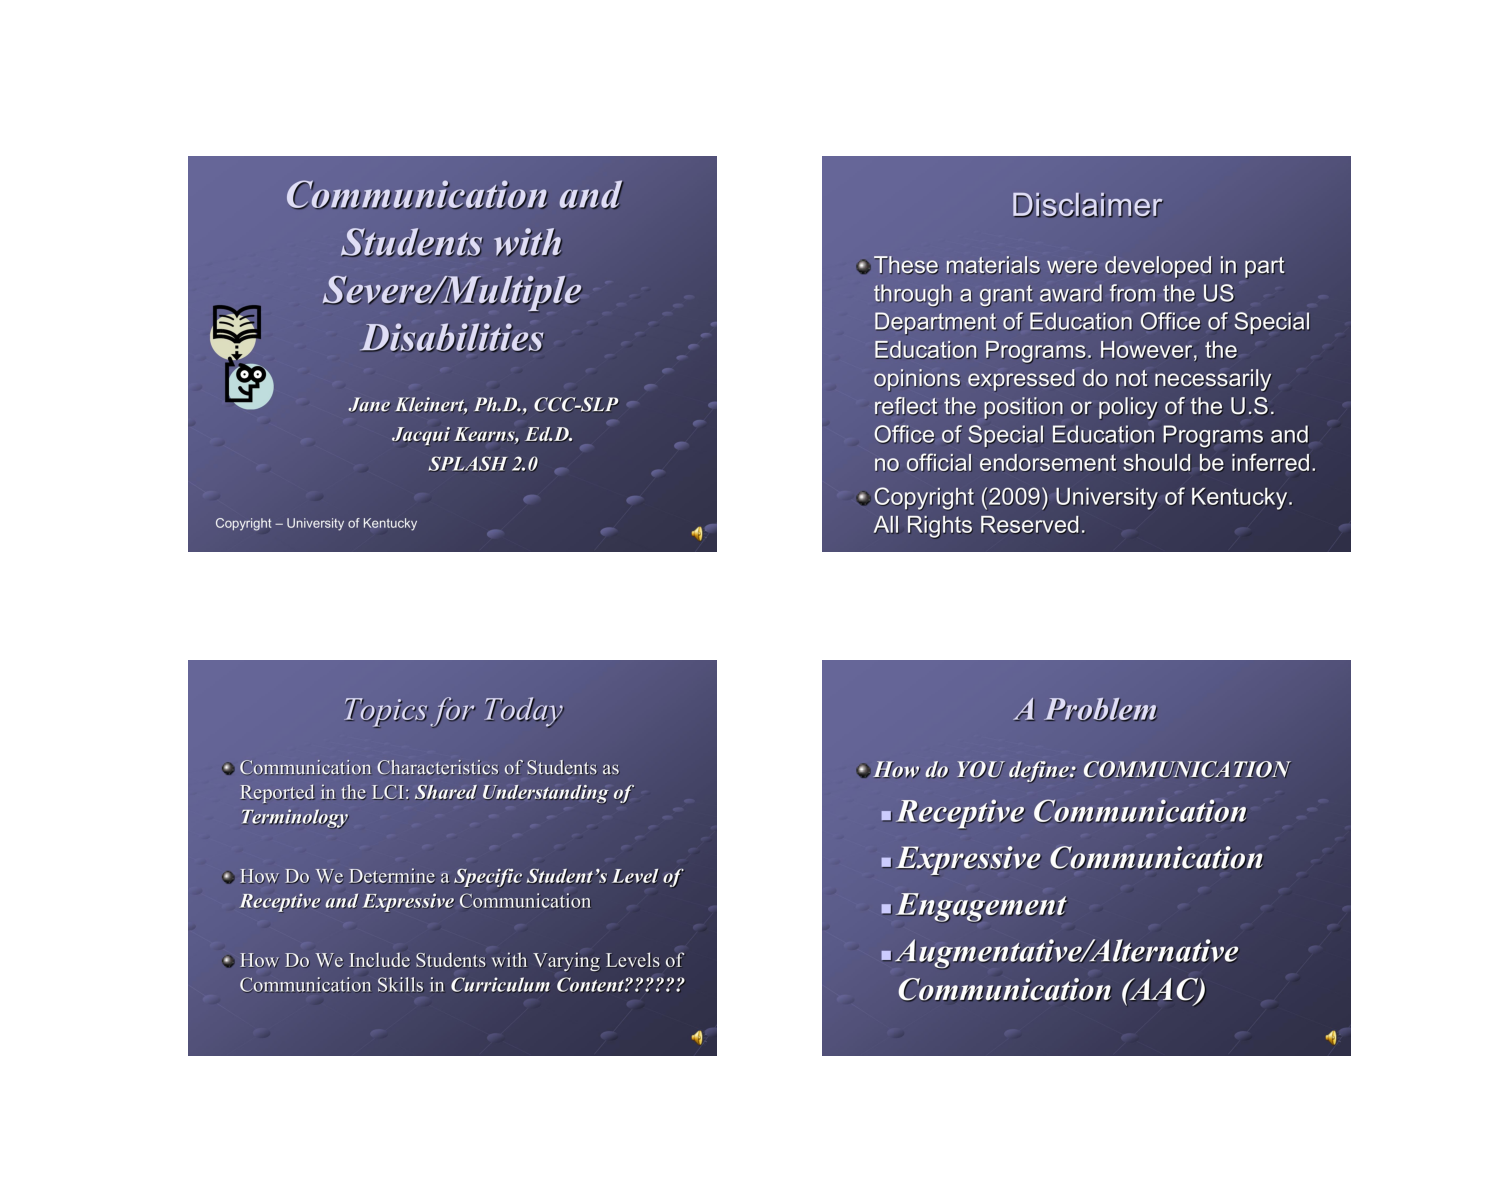 Communication and
Students with
Severe/Multiple
Disabilities
Jane Kleinert, Ph.D., CCC-SLP
Jacqui Kearns, Ed.D.
SPLASH 2.0
Copyright – University of Kentucky
Disclaimer
These materials were developed in part
through a grant award from the US
Department of Education Office of Special
Education Programs. However, the
opinions expressed do not necessarily
reflect the position or policy of the U.S.
Office of Special Education Programs and
no official endorsement should be inferred.
Copyright (2009) University of Kentucky.
All Rights Reserved.
Topics for Today
Communication Characteristics of Students as
Reported in the LCI: Shared Understanding of
Terminology
How Do We Determine a Specific Student’s Level of
Receptive and Expressive Communication
How Do We Include Students with Varying Levels of
Communication Skills in Curriculum Content??????
A Problem
How do YOU define: COMMUNICATION
Receptive Communication
Expressive Communication
Engagement
Augmentative/Alternative
Communication (AAC)